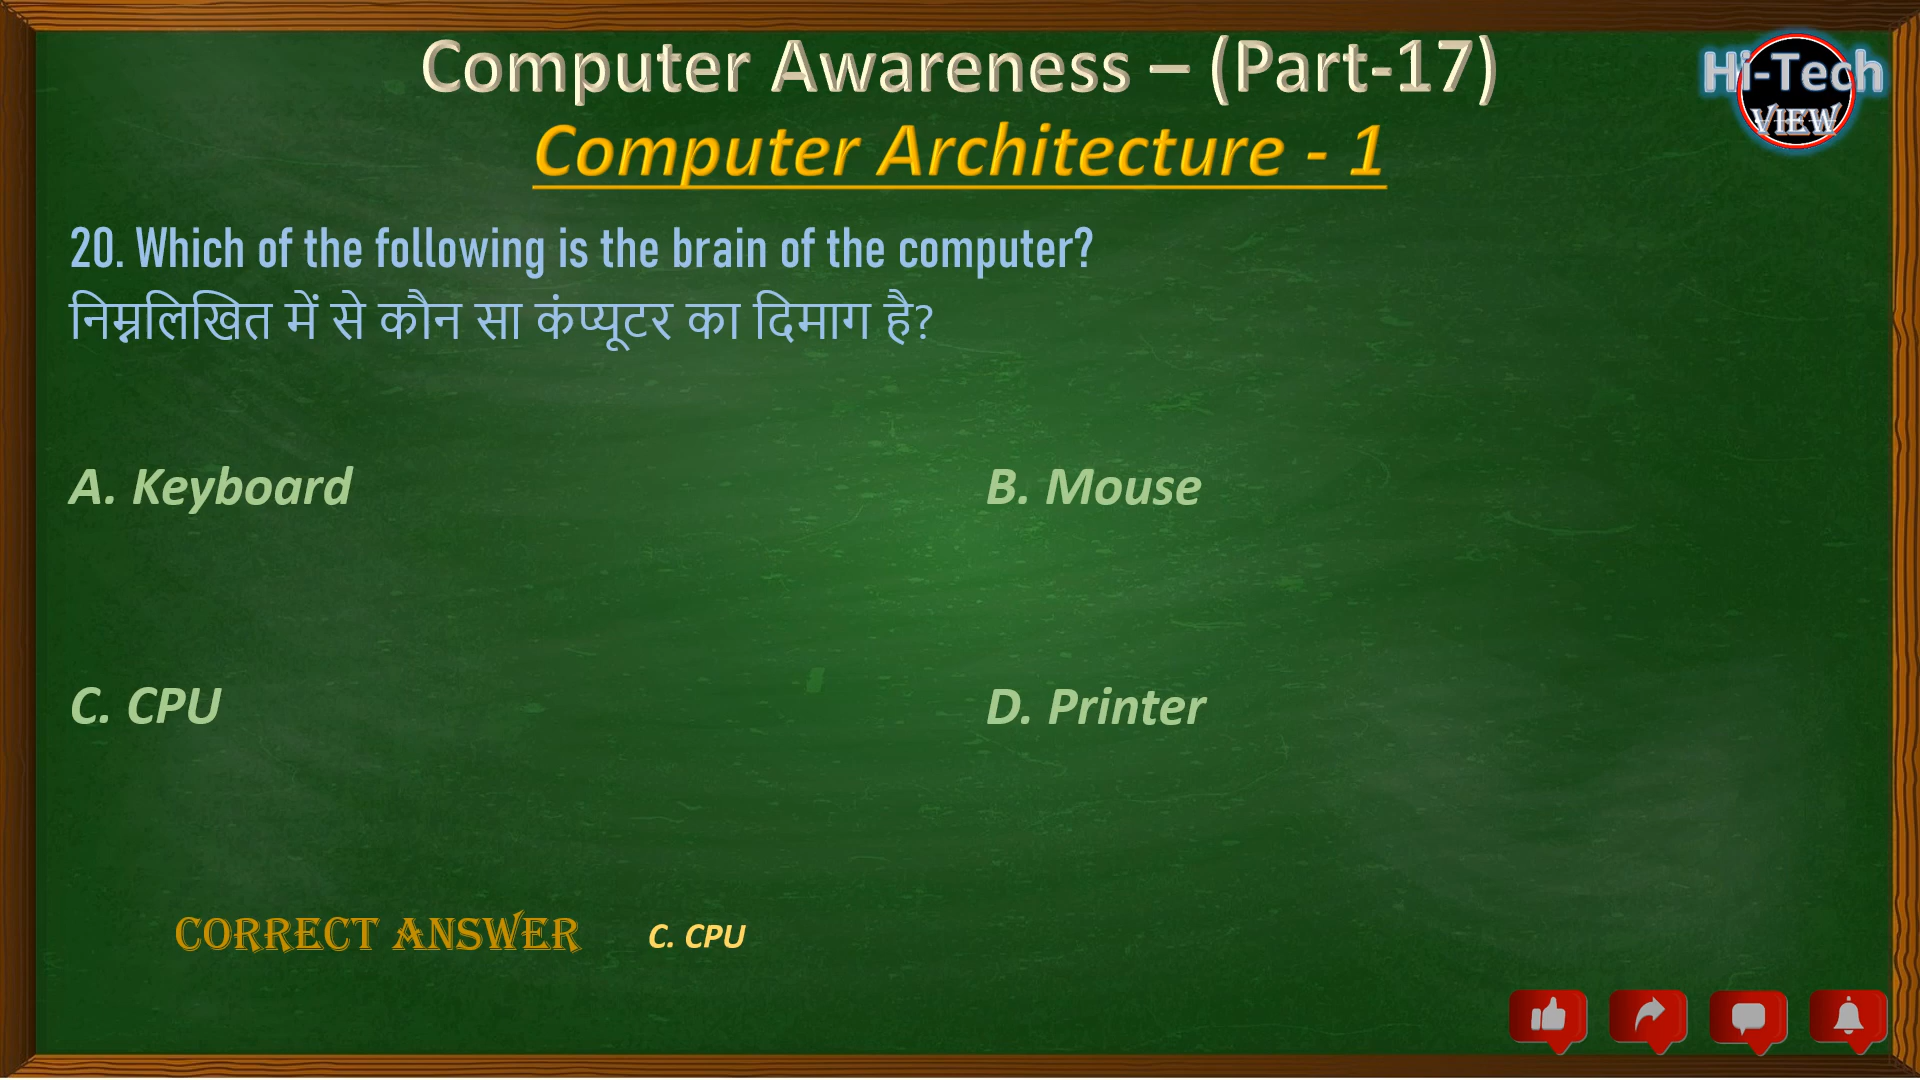 Computer Awareness – (Part-17)
Hi-Tech
VIEW
Computer Architecture - 1
20. Which of the following is the brain of the computer?
निम्नलिखित में से कौन सा कंप्यूटर का दिमाग है?
A. Keyboard
B. Mouse
C. CPU
D. Printer
CORRECT ANSWER
C. CPU